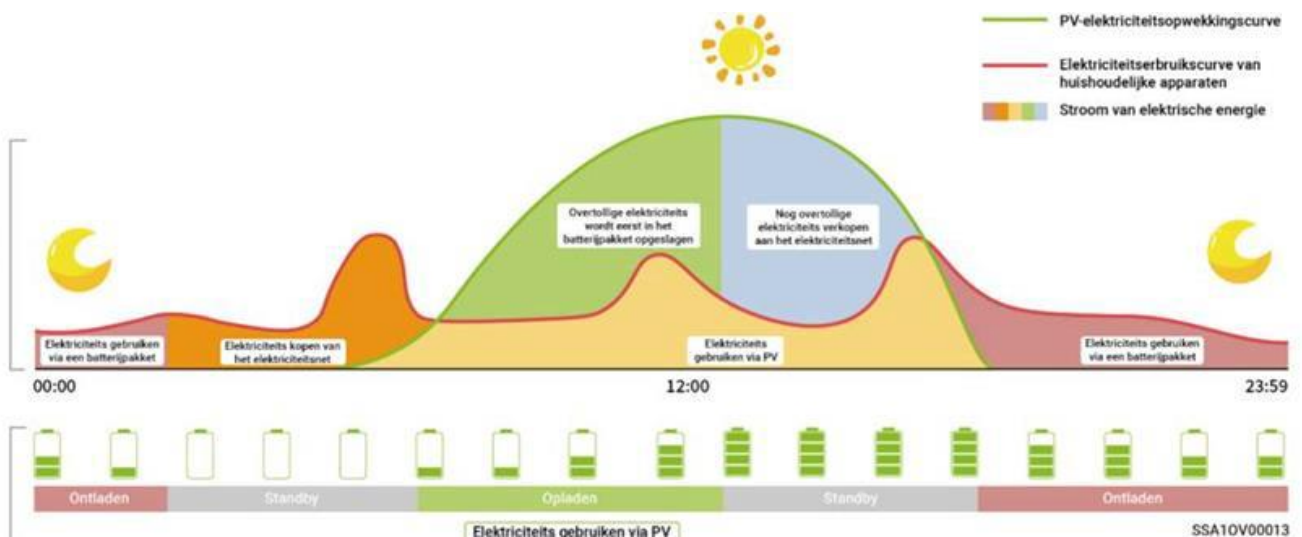 PV-elektriciteitsopwekkingscurve
Elektriciteitserbruikscurve van
huishoudelijke apparaten
Stroom van elektrische energie
Overtollige elektriciteits
wordt eerst in het
batterijpakket opgeslagen
Nog overtollige
elektriciteits verkopen
aan het elektriciteitsnet
Elektriciteits gebruiken
via een batterijpakket
Elektriciteits kopen van
het elektriciteitsnet
Elektriciteits
gebruiken via PV
Elektriciteits gebruiken
via een batterijpakket
00:00
12:00
23:59
Ontladen
Standby
Opladen
Standby
Ontladen
Elektriciteits gebruiken via PV
SSA1OV00013